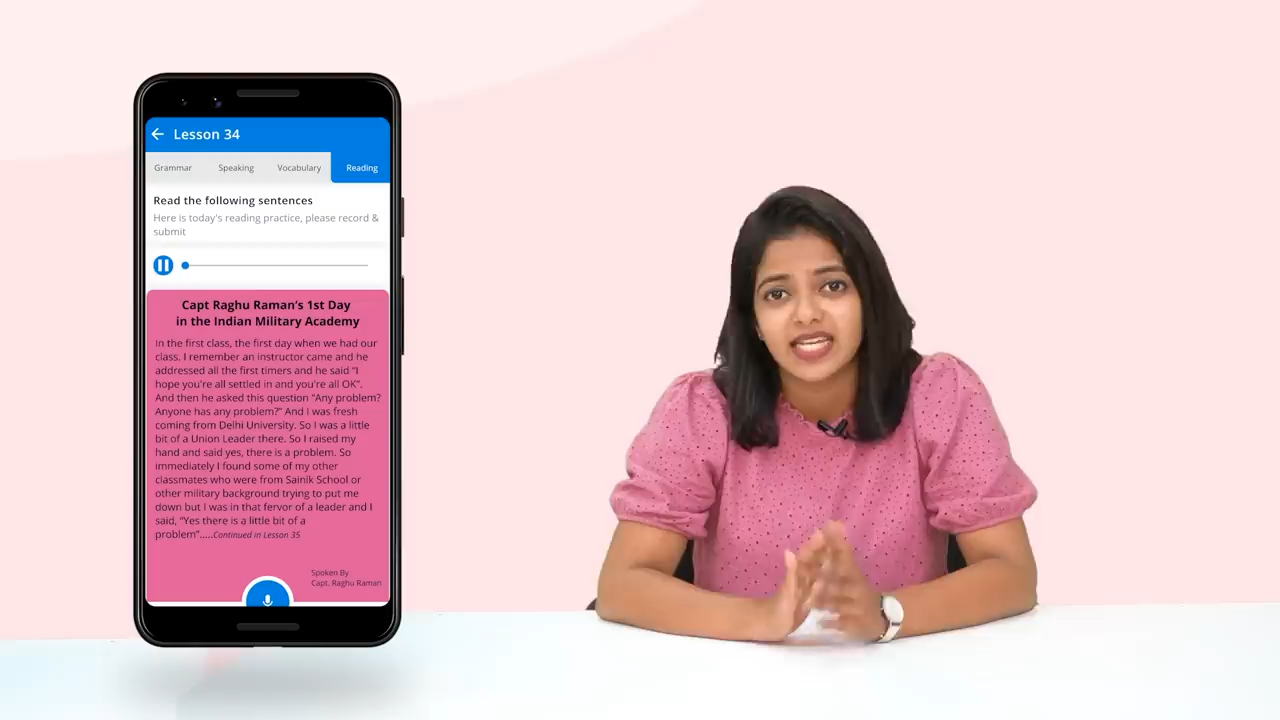 Lesson 34
Grammar
Speaking
Vocabulary
Reading
Read the following sentences
Here is today's reading practice, please record &
submit
Capt Raghu Raman's 1st Day
in the Indian Military Academy
In the first class, the first day when we had our
class. I remember an instructor came and he
addressed all the first timers and he said "I
hope you're all settled in and you're all OK".
And then he asked this question "Any problem?
Anyone has any problem?" And I was fresh
coming from Delhi University. So I was a little
bit of a Union Leader there. So I raised my
hand and said yes, there is a problem. So
immediately I found some of my other
classmates who were from Sainik School or
other military background trying to put me
down but I was in that fervor of a leader and I
said, "Yes there is a little bit of a
problem".....Continued in Lesson 35
Spoken By
Capt. Raghu Raman